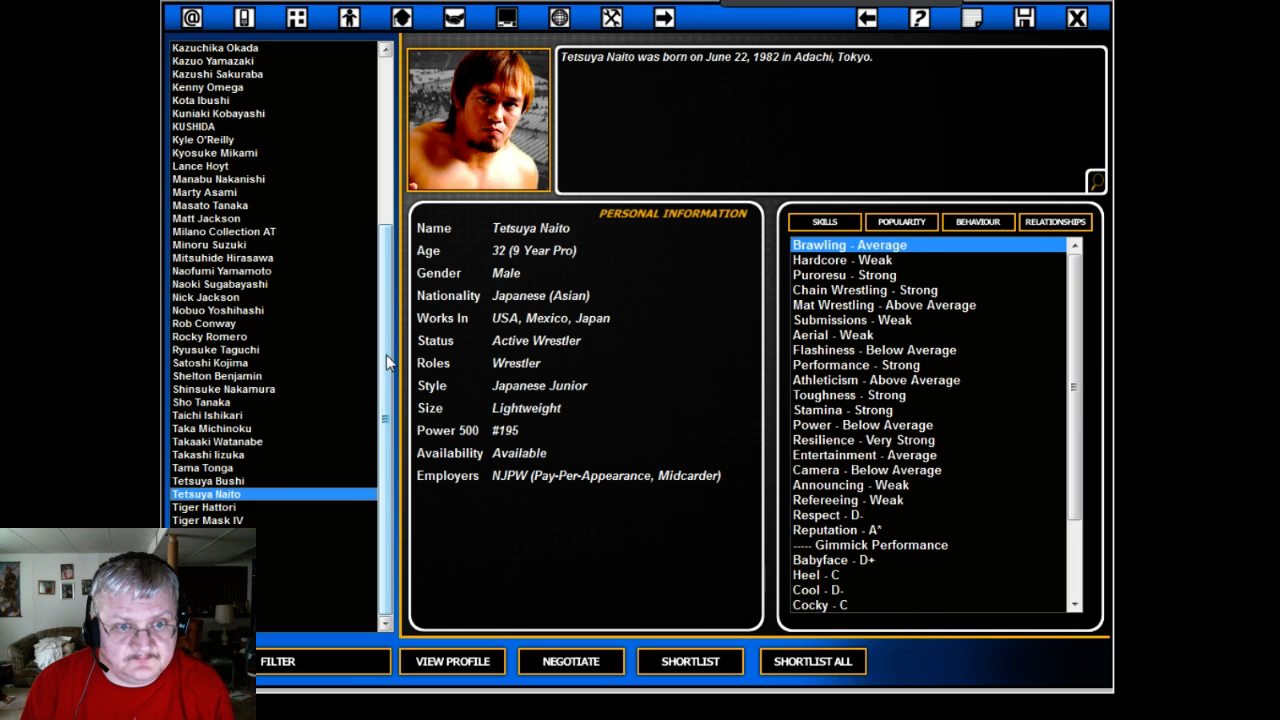 Kazuchika Okada
Kazuo Yamazaki
Kazushi Sakuraba
Kenny Omega
Kota Ibushi
Kuniaki Kobayashi
KUSHIDA
Kyle O'Reilly
Kyosuke Mikami
Lance Hoyt
Manabu Nakanishi
Marty Asami
Masato Tanaka
Matt Jackson
Milano Collection AT
Minoru Suzuki
Mitsuhide Hirasawa
Naofumi Yamamoto
Naoki Sugabayashi
Nick Jackson
Nobuo Yoshihashi
Rob Conway
Rocky Romero
Ryusuke Taguchi
Satoshi Kojima
Shelton Benjamin
Shinsuke Nakamura
Sho Tanaka
Taichi Ishikari
Taka Michinoku
Takaaki Watanabe
Takashi Iizuka
Tama Tonga
Tetsuya Bushi
Tetsuya Naito
Tiger Hattori
Tiger Mask IV
Tetsuya Naito was born on June 22, 1982 in Adachi, Tokyo.
PERSONAL INFORMATION
Name Tetsuya Naito
Age 32 (9 Year Pro)
Gender Male
Nationality Japanese (Asian)
Works In USA, Mexico, Japan
Status Active Wrestler
Roles Wrestler
Style Japanese Junior
Size Lightweight
Power 500 #195
Availability Available
Employers NJPW (Pay-Per-Appearance, Midcarder)
SKILLS POPULARITY BEHAVIOUR RELATIONSHIPS
Brawling - Average
Hardcore - Weak
Puroresu - Strong
Chain Wrestling - Strong
Mat Wrestling - Above Average
Submissions - Weak
Aerial - Weak
Flashiness - Below Average
Performance - Strong
Athleticism - Above Average
Toughness - Strong
Stamina - Strong
Power - Below Average
Resilience - Very Strong
Entertainment - Average
Camera - Below Average
Announcing - Weak
Refereeing - Weak
Respect - D-
Reputation - A*
----- Gimmick Performance
Babyface - D+
Heel - C
Cool - D-
Cocky - C
FILTER VIEW PROFILE NEGOTIATE SHORTLIST SHORTLIST ALL